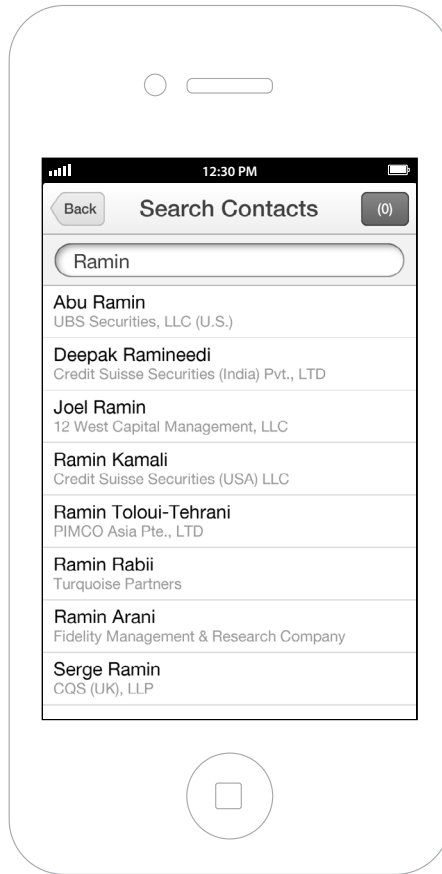 12:30 PM
Back
Search Contacts
(0)
Ramin
Abu Ramin
UBS Securities, LLC (U.S.)
Deepak Ramineedi
Credit Suisse Securities (India) Pvt., LTD
Joel Ramin
12 West Capital Management, LLC
Ramin Kamali
Credit Suisse Securities (USA) LLC
Ramin Toloui-Tehrani
PIMCO Asia Pte., LTD
Ramin Rabii
Turquoise Partners
Ramin Arani
Fidelity Management & Research Company
Serge Ramin
CQS (UK), LLP